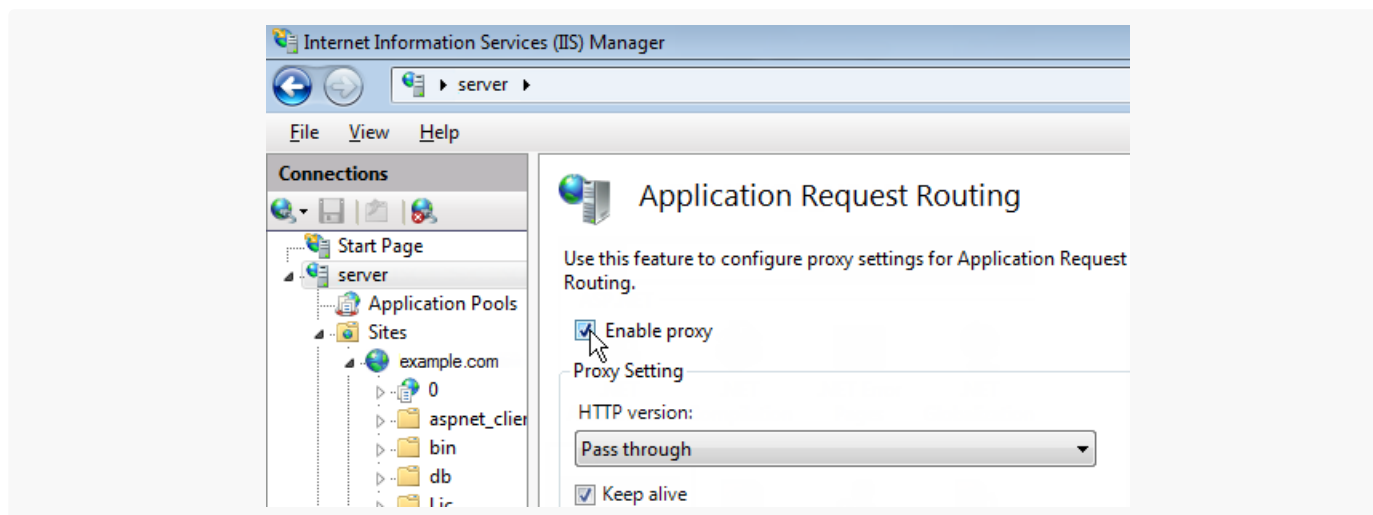 Internet Information Services (IIS) Manager
server
File View Help
Connections
Start Page
server
Application Pools
Sites
example.com
0
aspnet_clien
bin
db
Application Request Routing
Use this feature to configure proxy settings for Application Request
Routing.
Enable proxy
Proxy Setting
HTTP version:
Pass through
Keep alive